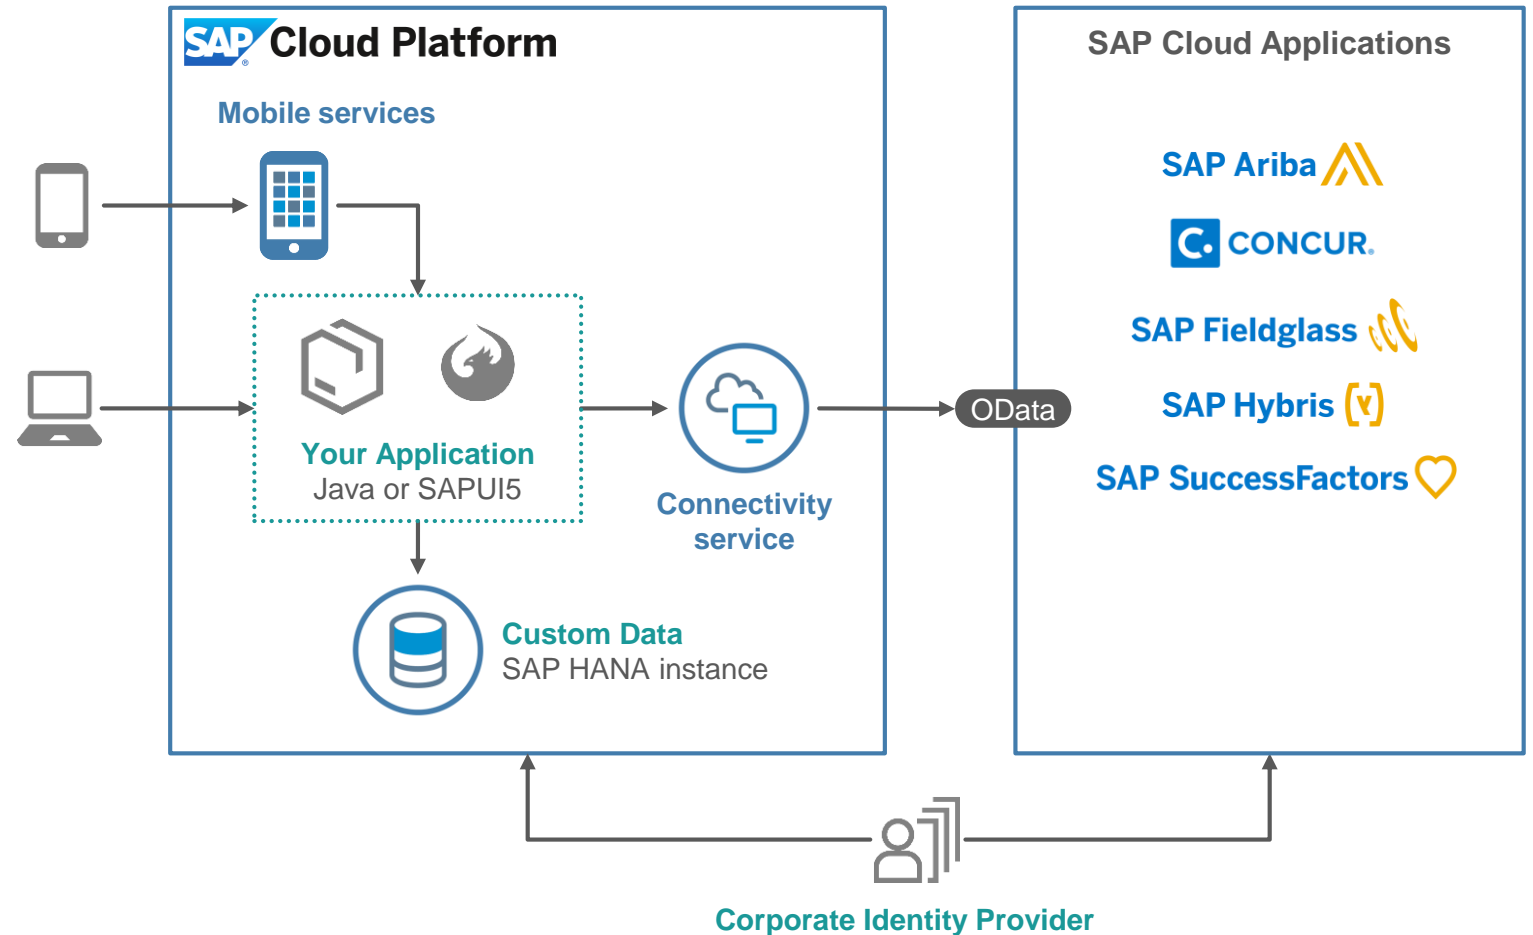 SAP® Cloud Platform
SAP Cloud Applications
Mobile services
SAP Ariba
C. CONCUR.
SAP Fieldglass
SAP Hybris (y)
OData
Your Application
Java or SAPUI5
SAP SuccessFactors
Connectivity
service
Custom Data
SAP HANA instance
Corporate Identity Provider